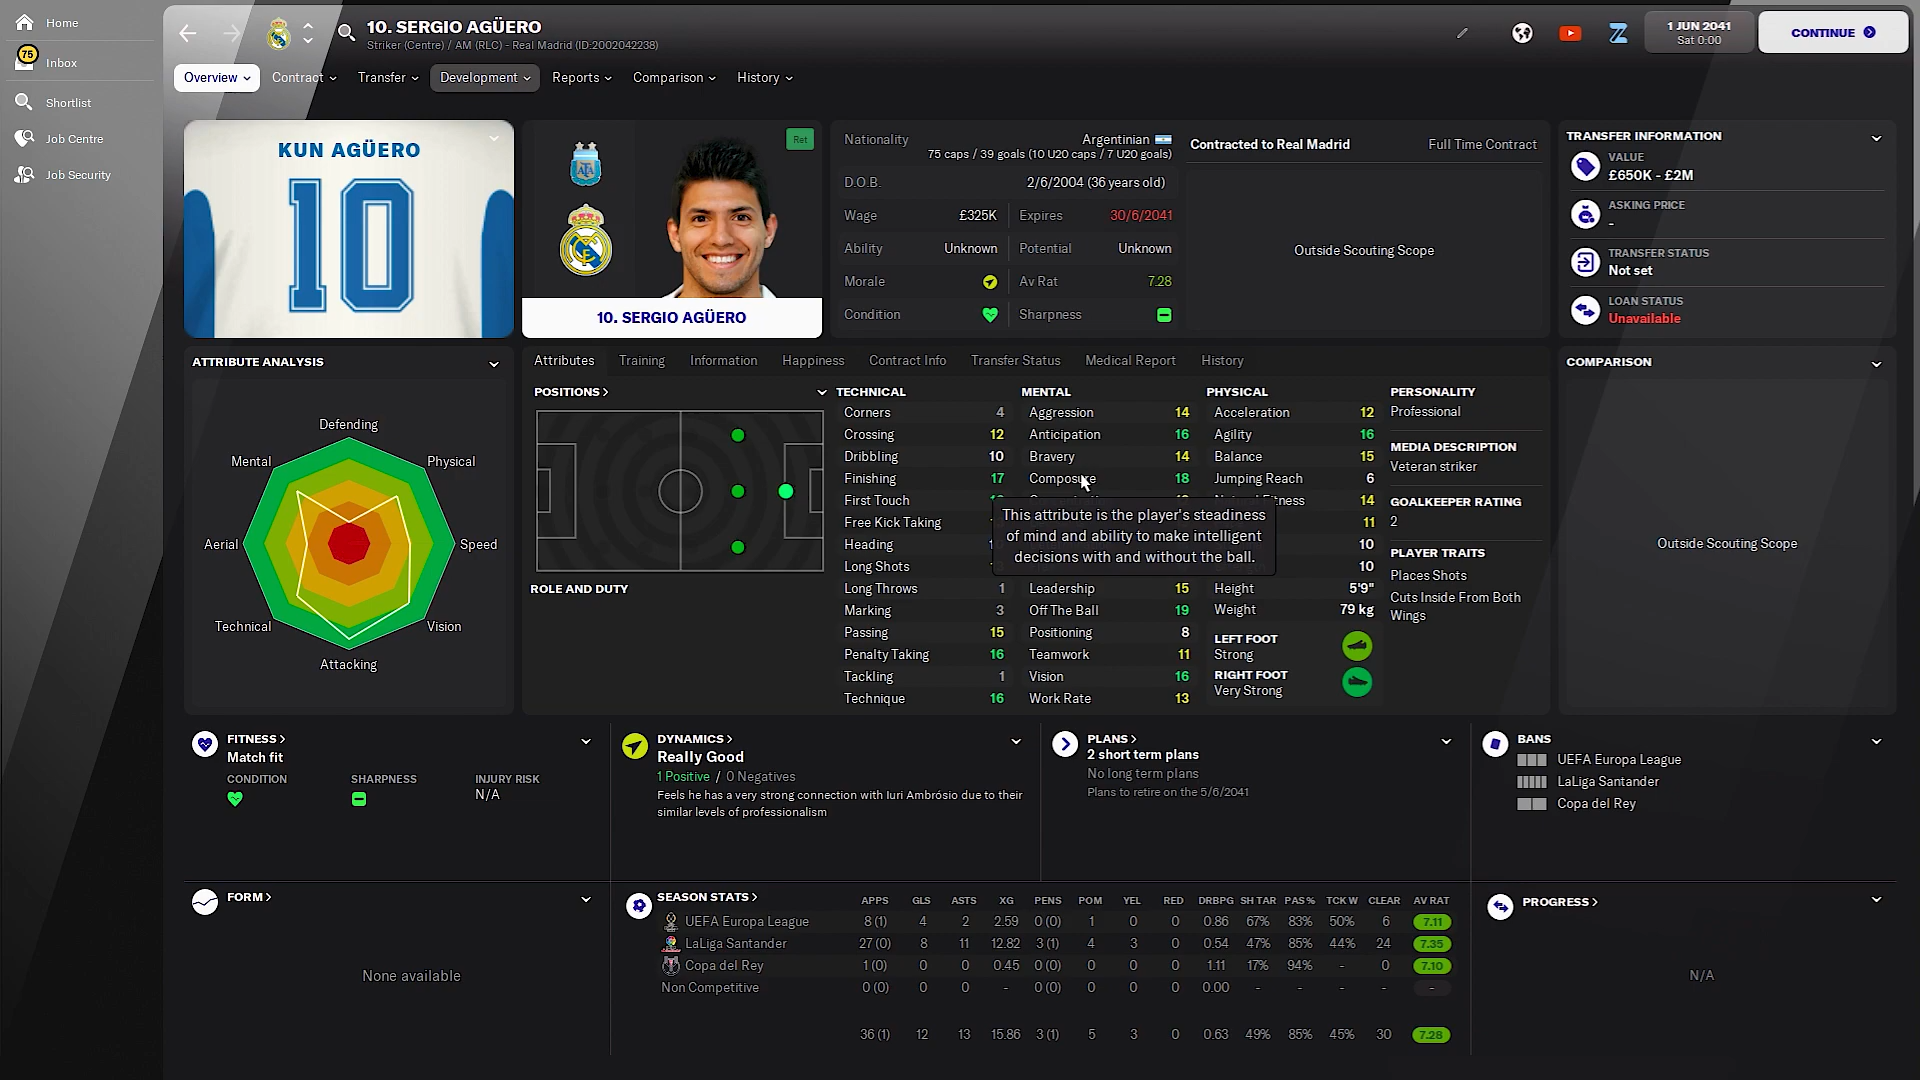 Home
75
Inbox
Shortlist
Job Centre
Job Security
10. SERGIO AGÜERO
Striker (Centre) / AM (RLC) - Real Madrid (ID:2002042238)
1 JUN 2041
Sat 0:00
CONTINUE
Overview
Contract
Transfer
Development
Reports
Comparison
History
KUN AGÜERO
10
Ret
AFA
10. SERGIO AGÜERO
Nationality Argentinian
75 caps / 39 goals (10 U20 caps / 7 U20 goals)
D.O.B. 2/6/2004 (36 years old)
Wage £325K Expires 30/6/2041
Ability Unknown Potential Unknown
Morale Av Rat 7.28
Condition Sharpness
Contracted to Real Madrid Full Time Contract
Outside Scouting Scope
TRANSFER INFORMATION
VALUE
£650K - £2M
ASKING PRICE
-
TRANSFER STATUS
Not set
LOAN STATUS
Unavailable
ATTRIBUTE ANALYSIS
Defending
Mental Physical
Aerial Speed
Technical Vision
Attacking
Attributes Training Information Happiness Contract Info Transfer Status Medical Report History
POSITIONS
ROLE AND DUTY
TECHNICAL
Corners 4
Crossing 12
Dribbling 10
Finishing 17
First Touch
Free Kick Taking
Heading
Long Shots
Long Throws 1
Marking 3
Passing 15
Penalty Taking 16
Tackling 1
Technique 16
MENTAL
Aggression 14
Anticipation 16
Bravery 14
Composure 18
This attribute is the player's steadiness
of mind and ability to make intelligent
decisions with and without the ball.
Leadership 15
Off The Ball 19
Positioning 8
Teamwork 11
Vision 16
Work Rate 13
PHYSICAL
Acceleration 12
Agility 16
Balance 15
Jumping Reach 6
Natural Fitness 14
11
10
10
Height 5'9"
Weight 79 kg
LEFT FOOT
Strong
RIGHT FOOT
Very Strong
PERSONALITY
Professional
MEDIA DESCRIPTION
Veteran striker
GOALKEEPER RATING
2
PLAYER TRAITS
Places Shots
Cuts Inside From Both
Wings
COMPARISON
Outside Scouting Scope
FITNESS
Match fit
CONDITION SHARPNESS INJURY RISK
N/A
DYNAMICS
Really Good
1 Positive / 0 Negatives
Feels he has a very strong connection with Iuri Ambrósio due to their
similar levels of professionalism
PLANS
2 short term plans
No long term plans
Plans to retire on the 5/6/2041
BANS
UEFA Europa League
LaLiga Santander
Copa del Rey
FORM
None available
SEASON STATS APPS GLS ASTS XG PENS POM YEL RED DRBPG SH TAR PAS % TCK W CLEAR AV RAT
UEFA Europa League 8 (1) 4 2 2.59 0 (0) 1 0 0 0.86 67% 83% 50% 6 7.11
LaLiga Santander 27 (0) 8 11 12.82 3 (1) 4 3 0 0.54 47% 85% 44% 24 7.35
Copa del Rey 1 (0) 0 0 0.45 0 (0) 0 0 0 1.11 17% 94% - 0 7.10
Non Competitive 0 (0) 0 0 - 0 (0) 0 0 0 0.00 - - - - -
36 (1) 12 13 15.86 3 (1) 5 3 0 0.63 49% 85% 45% 30 7.28
PROGRESS
N/A